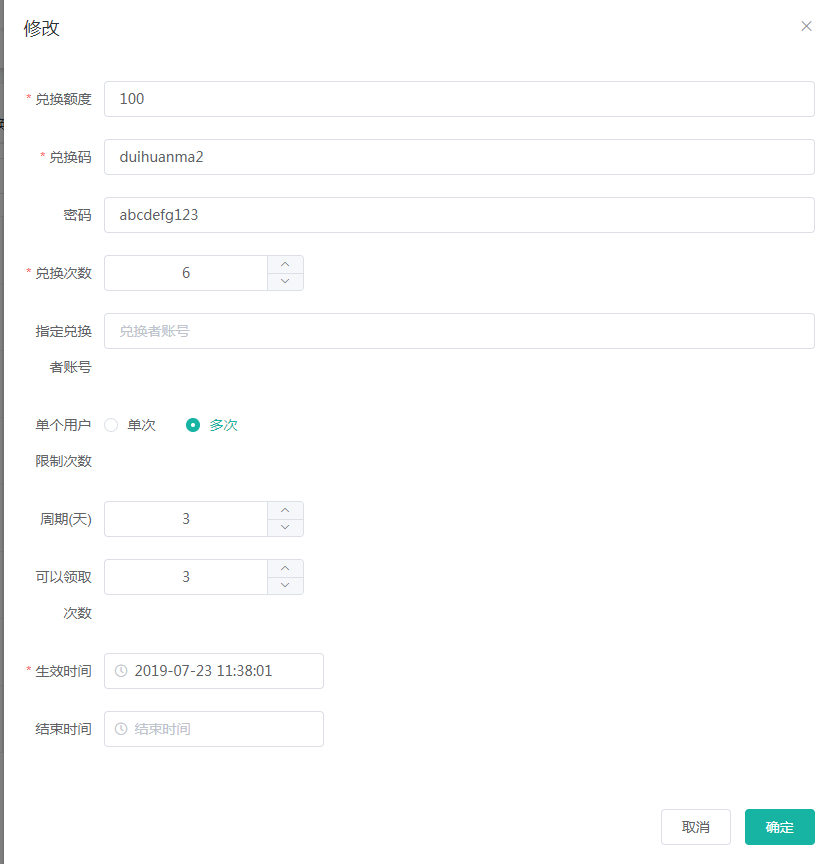 修改
* 兑换额度 100
* 兑换码 duihuanma2
密码 abcdefg123
* 兑换次数 6
指定兑换 兑换者账号
者账号
单个用户 单次 多次
限制次数
周期(天) 3
可以领取 3
次数
* 生效时间 2019-07-23 11:38:01
结束时间 结束时间
取消 确定